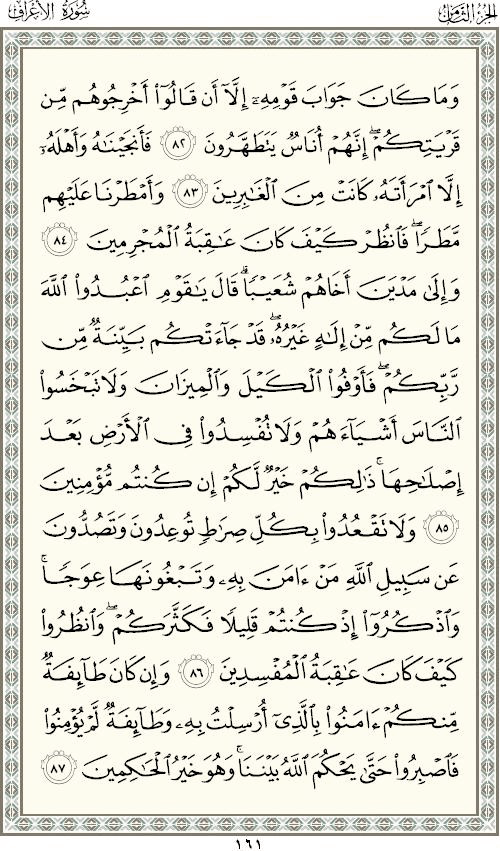 الجزء الثامن
سورة الأعراف
وَمَا كَانَ جَوَابَ قَوْمِهِۦٓ إِلَّآ أَن قَالُوٓا۟ أَخْرِجُوهُم مِّن
قَرْيَتِكُمْ ۖ إِنَّهُمْ أُنَاسٌ يَتَطَهَّرُونَ ٨٢ فَأَنجَيْنَٰهُ وَأَهْلَهُۥٓ
إِلَّا ٱمْرَأَتَهُۥ كَانَتْ مِنَ ٱلْغَٰبِرِينَ ٨٣ وَأَمْطَرْنَا عَلَيْهِم
مَّطَرًا ۖ فَٱنظُرْ كَيْفَ كَانَ عَٰقِبَةُ ٱلْمُجْرِمِينَ ٨٤
وَإِلَىٰ مَدْيَنَ أَخَاهُمْ شُعَيْبًا ۗ قَالَ يَٰقَوْمِ ٱعْبُدُوا۟ ٱللَّهَ
مَا لَكُم مِّنْ إِلَٰهٍ غَيْرُهُۥ ۖ قَدْ جَآءَتْكُم بَيِّنَةٌ مِّن
رَّبِّكُمْ ۖ فَأَوْفُوا۟ ٱلْكَيْلَ وَٱلْمِيزَانَ وَلَا تَبْخَسُوا۟
ٱلنَّاسَ أَشْيَآءَهُمْ وَلَا تُفْسِدُوا۟ فِى ٱلْأَرْضِ بَعْدَ
إِصْلَٰحِهَا ۚ ذَٰلِكُمْ خَيْرٌ لَّكُمْ إِن كُنتُم مُّؤْمِنِينَ
٨٥ وَلَا تَقْعُدُوا۟ بِكُلِّ صِرَٰطٍ تُوعِدُونَ وَتَصُدُّونَ
عَن سَبِيلِ ٱللَّهِ مَنْ ءَامَنَ بِهِۦ وَتَبْغُونَهَا عِوَجًا ۚ
وَٱذْكُرُوٓا۟ إِذْ كُنتُمْ قَلِيلًا فَكَثَّرَكُمْ ۖ وَٱنظُرُوا۟
كَيْفَ كَانَ عَٰقِبَةُ ٱلْمُفْسِدِينَ ٨٦ وَإِن كَانَ طَآئِفَةٌ
مِّنكُمْ ءَامَنُوا۟ بِٱلَّذِىٓ أُرْسِلْتُ بِهِۦ وَطَآئِفَةٌ لَّمْ يُؤْمِنُوا۟
فَٱصْبِرُوا۟ حَتَّىٰ يَحْكُمَ ٱللَّهُ بَيْنَنَا ۚ وَهُوَ خَيْرُ ٱلْحَٰكِمِينَ ٨٧
١٦١